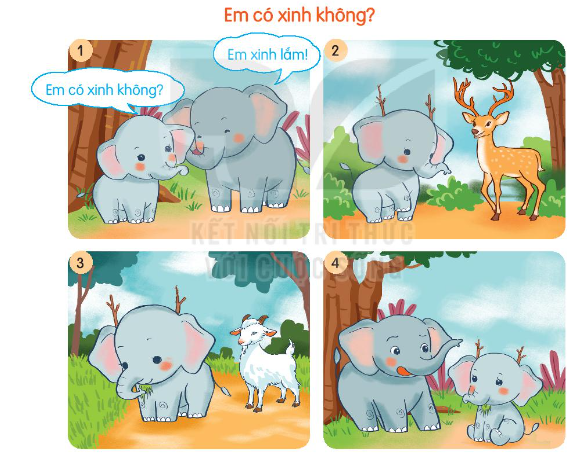 Em có xinh không?
1
Em xinh lắm!
Em có xinh không?
2
KẾT NỐI TRI THỨC
VỚI CUỘC SỐNG
3
4